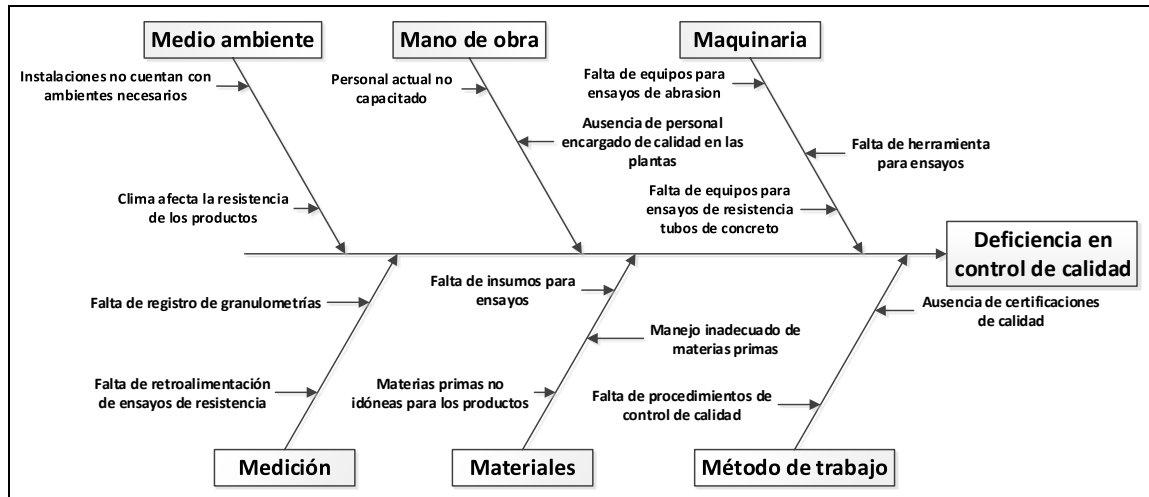 Medio ambiente
Mano de obra
Maquinaria
Instalaciones no cuentan con
ambientes necesarios
Personal actual no
capacitado
Falta de equipos para
ensayos de abrasion
Ausencia de personal
encargado de calidad en las
plantas
Falta de herramienta
para ensayos
Clima afecta la resistencia
de los productos
Falta de equipos para
ensayos de resistencia
tubos de concreto
Deficiencia en
control de calidad
Falta de registro de granulometrías
Falta de insumos para
ensayos
Ausencia de certificaciones
de calidad
Manejo inadecuado de
materias primas
Falta de retroalimentación
de ensayos de resistencia
Materias primas no
idóneas para los productos
Falta de procedimientos de
control de calidad
Medición
Materiales
Método de trabajo